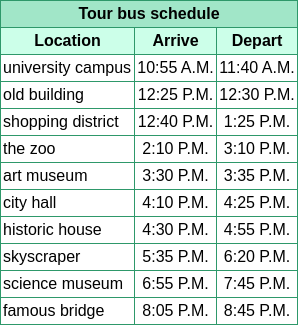 Tour bus schedule
Location Arrive Depart
university campus 10:55 A.M. 11:40 A.M.
old building 12:25 P.M. 12:30 P.M.
shopping district 12:40 P.M. 1:25 P.M.
the zoo 2:10 P.M. 3:10 P.M.
art museum 3:30 P.M. 3:35 P.M.
city hall 4:10 P.M. 4:25 P.M.
historic house 4:30 P.M. 4:55 P.M.
skyscraper 5:35 P.M. 6:20 P.M.
science museum 6:55 P.M. 7:45 P.M.
famous bridge 8:05 P.M. 8:45 P.M.